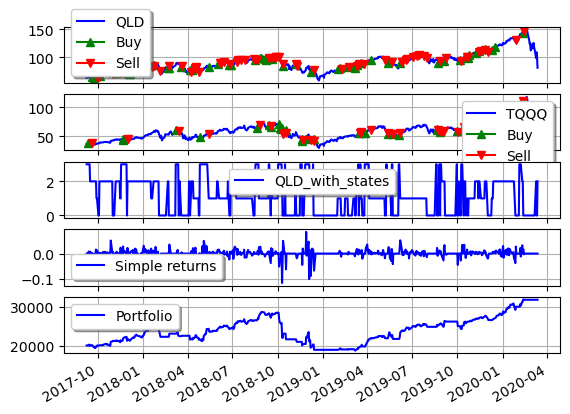 QLD
Buy
Sell
150
100
TQQQ
Buy
Sell
100
50
QLD_with_states
2
0
Simple returns
0.0
−0.1
Portfolio
30000
20000
2017-10
2018-01
2018-04
2018-07
2018-10
2019-01
2019-04
2019-07
2019-10
2020-01
2020-04